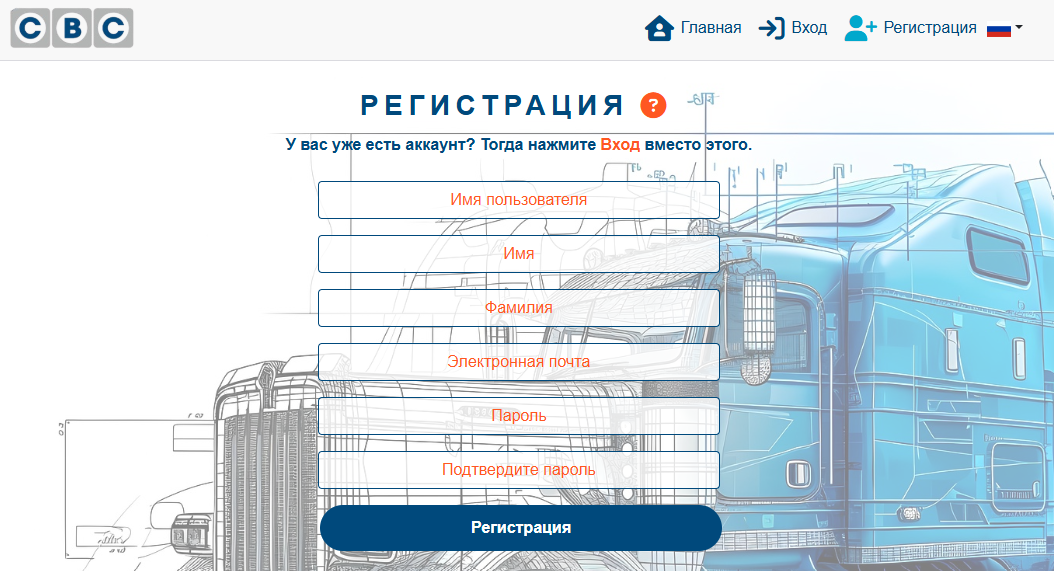 CBC
Главная
Вход
Регистрация
РЕГИСТРАЦИЯ ?
У вас уже есть аккаунт? Тогда нажмите Вход вместо этого.
Имя пользователя
Имя
Фамилия
Электронная почта
Пароль
Подтвердите пароль
Регистрация